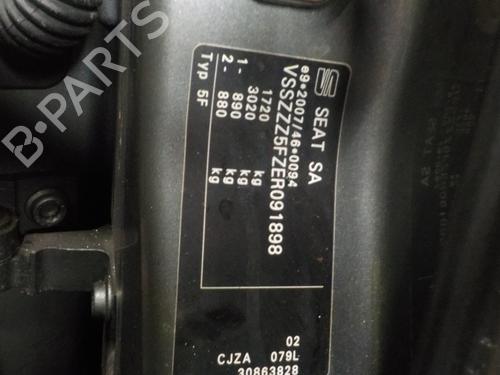 SEAT SA
e9*2007/46*0094
VSSZZZ5FZER091898
1720 kg
3020 kg
1- 890 kg
2- 880 kg
Typ 5F
02
CJZA 079L
30863828
B-PARTS